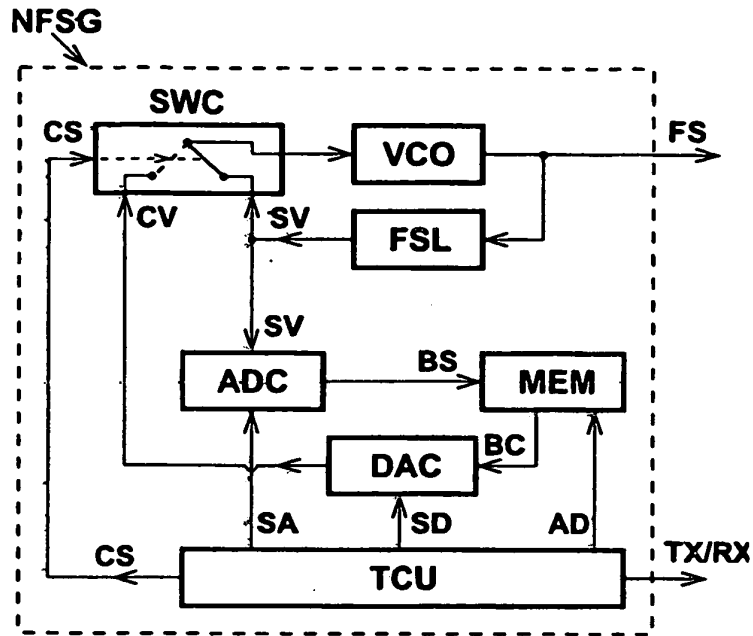 NFSG
SWC
CS
VCO
FS
CV
SV
FSL
SV
ADC
BS
MEM
BC
DAC
SA
SD
AD
CS
TCU
TX/RX